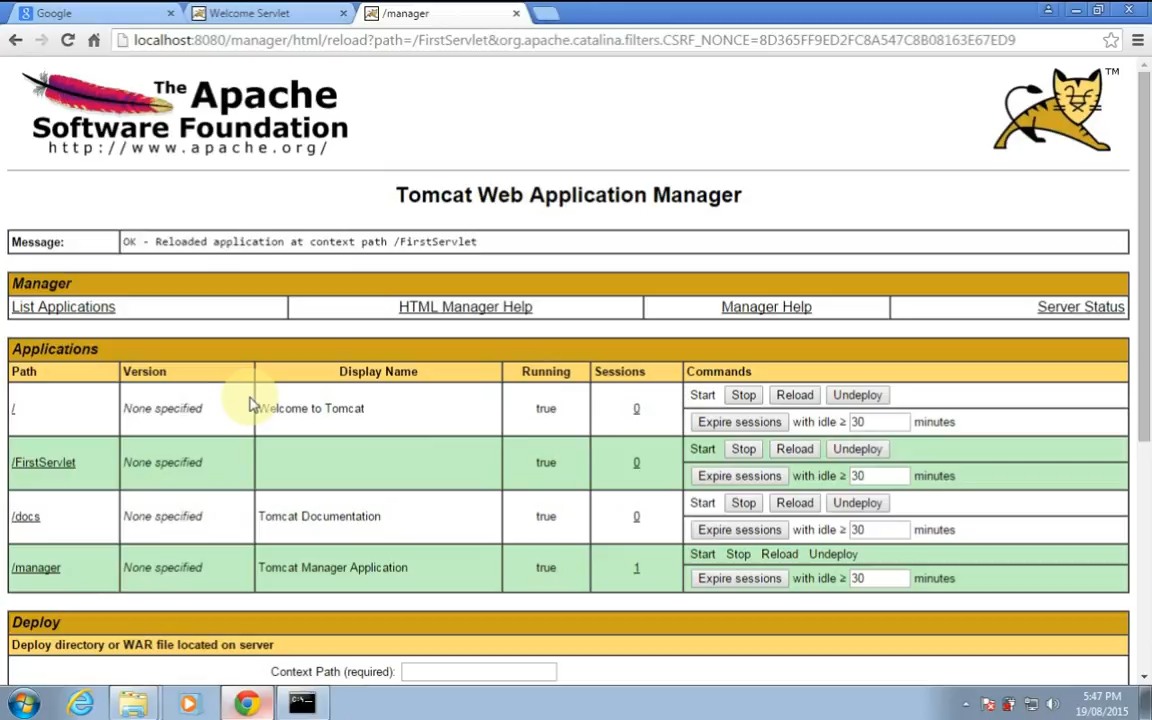 Google
Welcome Servlet
/manager
localhost:8080/manager/html/reload?path=/FirstServlet&org.apache.catalina.filters.CSRF_NONCE=8D365FF9ED2FC8A547C8B08163E67ED9
The Apache
Software Foundation
http://www.apache.org/
TM
Tomcat Web Application Manager
Message: OK - Reloaded application at context path /FirstServlet
Manager
List Applications HTML Manager Help Manager Help Server Status
Applications
Path Version Display Name Running Sessions Commands
/ None specified Welcome to Tomcat true 0 Start Stop Reload Undeploy
Expire sessions with idle ≥ 30 minutes
/FirstServlet None specified true 0 Start Stop Reload Undeploy
Expire sessions with idle ≥ 30 minutes
/docs None specified Tomcat Documentation true 0 Start Stop Reload Undeploy
Expire sessions with idle ≥ 30 minutes
/manager None specified Tomcat Manager Application true 1 Start Stop Reload Undeploy
Expire sessions with idle ≥ 30 minutes
Deploy
Deploy directory or WAR file located on server
Context Path (required):
5:47 PM
19/08/2015